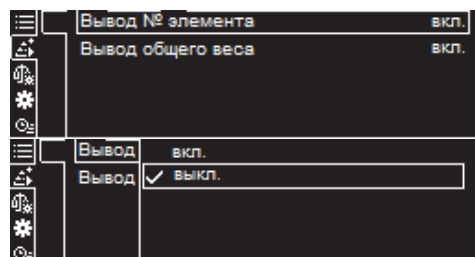 Вывод № элемента вкл.
Вывод общего веса вкл.
Вывод вкл.
Вывод выкл.